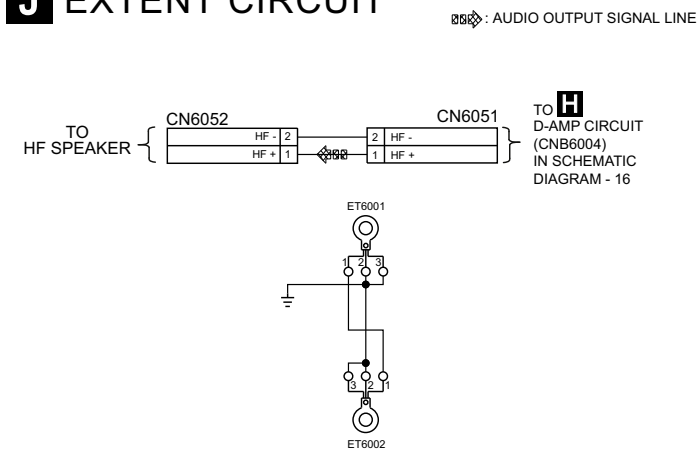 J EXTENT CIRCUIT
: AUDIO OUTPUT SIGNAL LINE
CN6052
CN6051
TO
HF SPEAKER
HF - 2
HF + 1
2 HF -
1 HF +
TO H
D-AMP CIRCUIT
(CNB6004)
IN SCHEMATIC
DIAGRAM - 16
ET6001
1 2 3
3 2 1
ET6002